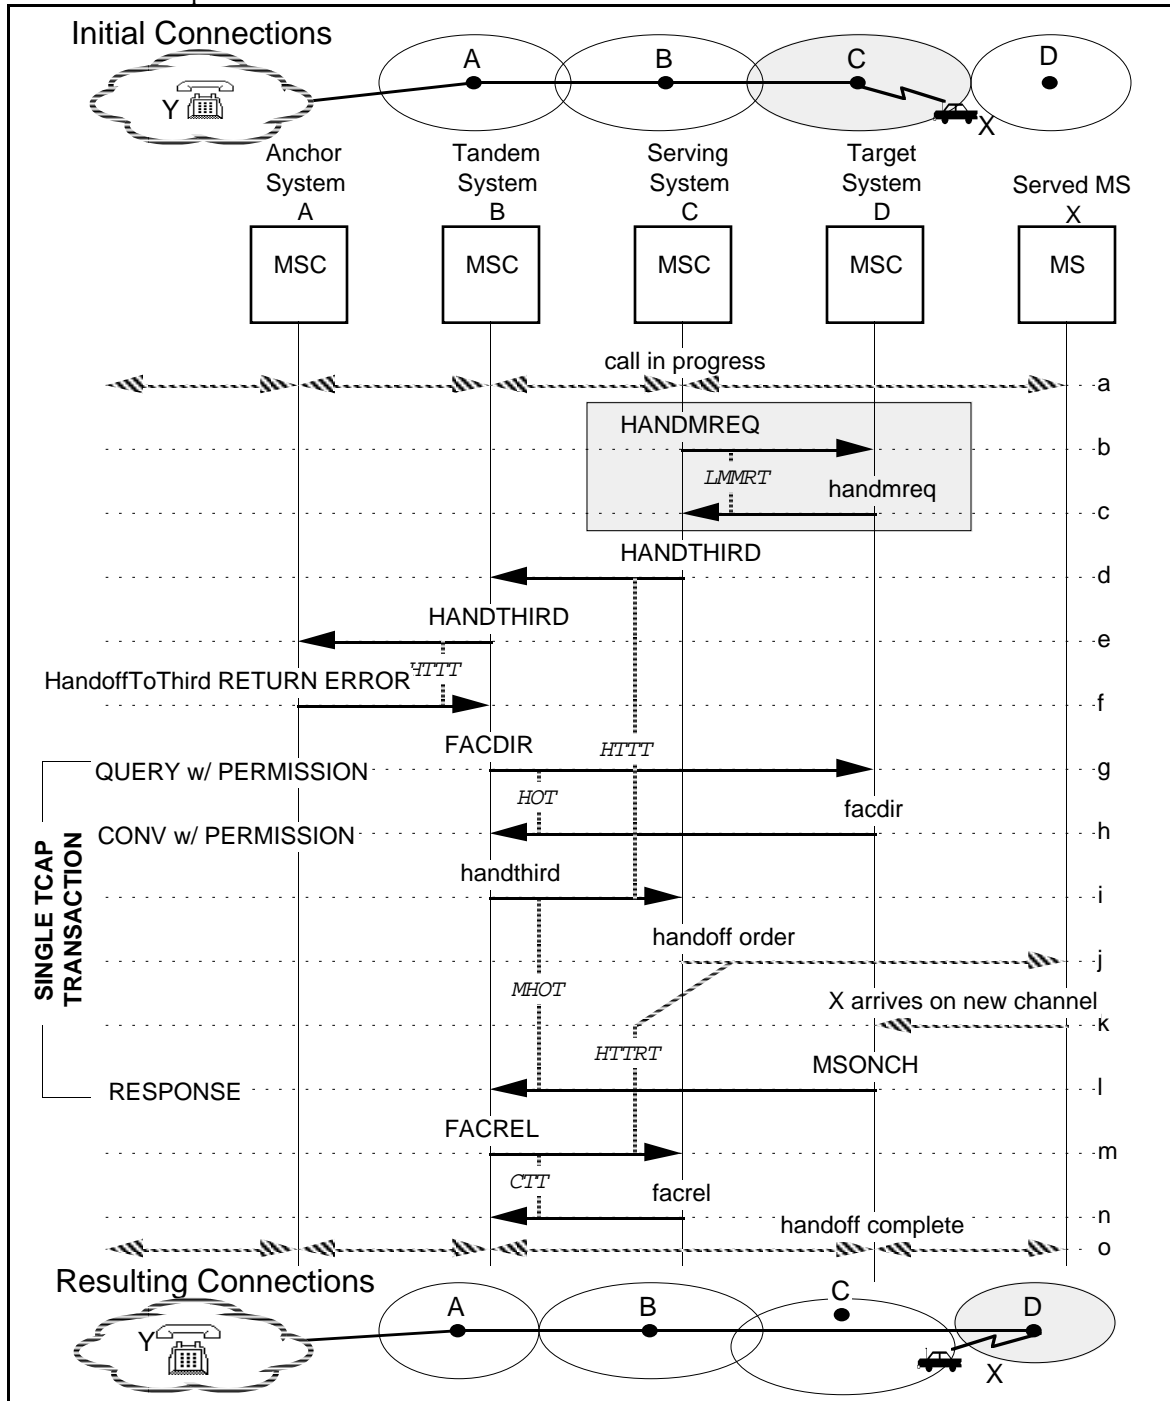 Initial Connections
A B C D
Y
X
Anchor System A
Tandem System B
Serving System C
Target System D
Served MS X
MSC MSC MSC MSC MS
call in progress
a
HANDMREQ
b
LMMRT
handmreq
c
HANDTHIRD
d
HANDTHIRD
e
HTTT
HandoffToThird RETURN ERROR
f
FACDIR
HTTT
QUERY w/ PERMISSION
g
HOT
facdir
CONV w/ PERMISSION
h
handthird
i
SINGLE TCAP
TRANSACTION
handoff order
j
MHOT
X arrives on new channel
k
HTTRT
MSONCH
RESPONSE
l
FACREL
m
CTT
facrel
n
handoff complete
o
Resulting Connections
A B C D
Y
X